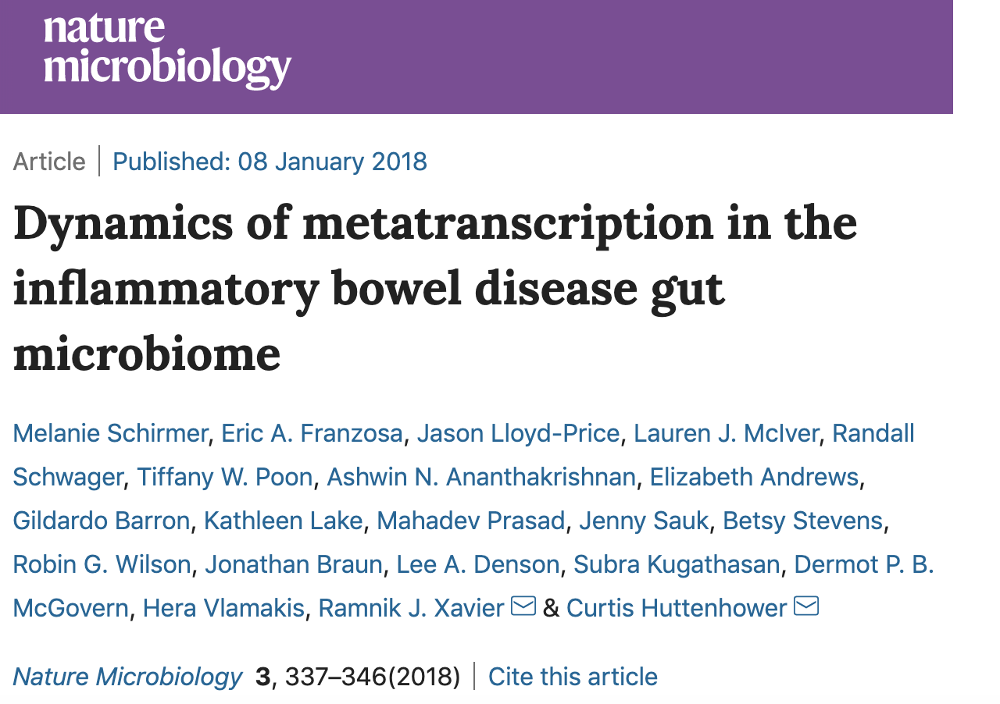 nature
microbiology
Article | Published: 08 January 2018
Dynamics of metatranscription in the
inflammatory bowel disease gut
microbiome
Melanie Schirmer, Eric A. Franzosa, Jason Lloyd-Price, Lauren J. McIver, Randall
Schwager, Tiffany W. Poon, Ashwin N. Ananthakrishnan, Elizabeth Andrews,
Gildardo Barron, Kathleen Lake, Mahadev Prasad, Jenny Sauk, Betsy Stevens,
Robin G. Wilson, Jonathan Braun, Lee A. Denson, Subra Kugathasan, Dermot P. B.
McGovern, Hera Vlamakis, Ramnik J. Xavier & Curtis Huttenhower
Nature Microbiology 3, 337–346(2018) | Cite this article